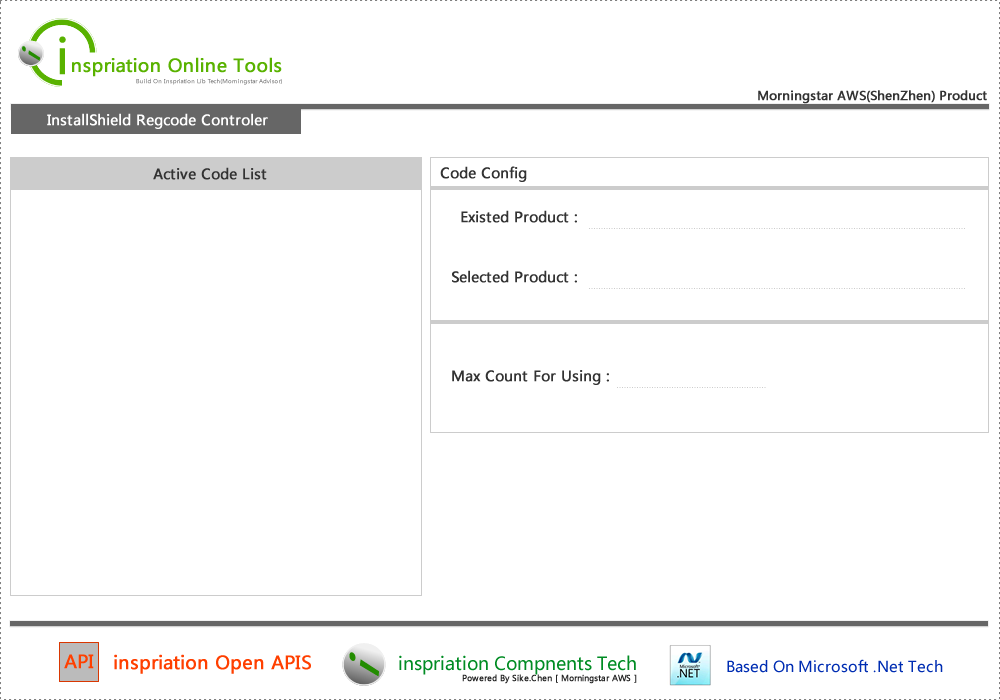 inspriation Online Tools
Build On Inspriation Lib Tech(Morningstar Advisor)
Morningstar AWS(ShenZhen) Product
InstallShield Regcode Controler
Active Code List
Code Config
Existed Product :
Selected Product :
Max Count For Using :
API
inspriation Open APIS
inspriation Compnents Tech
Powered By Sike.Chen [ Morningstar AWS ]
Microsoft
.NET
Based On Microsoft .Net Tech